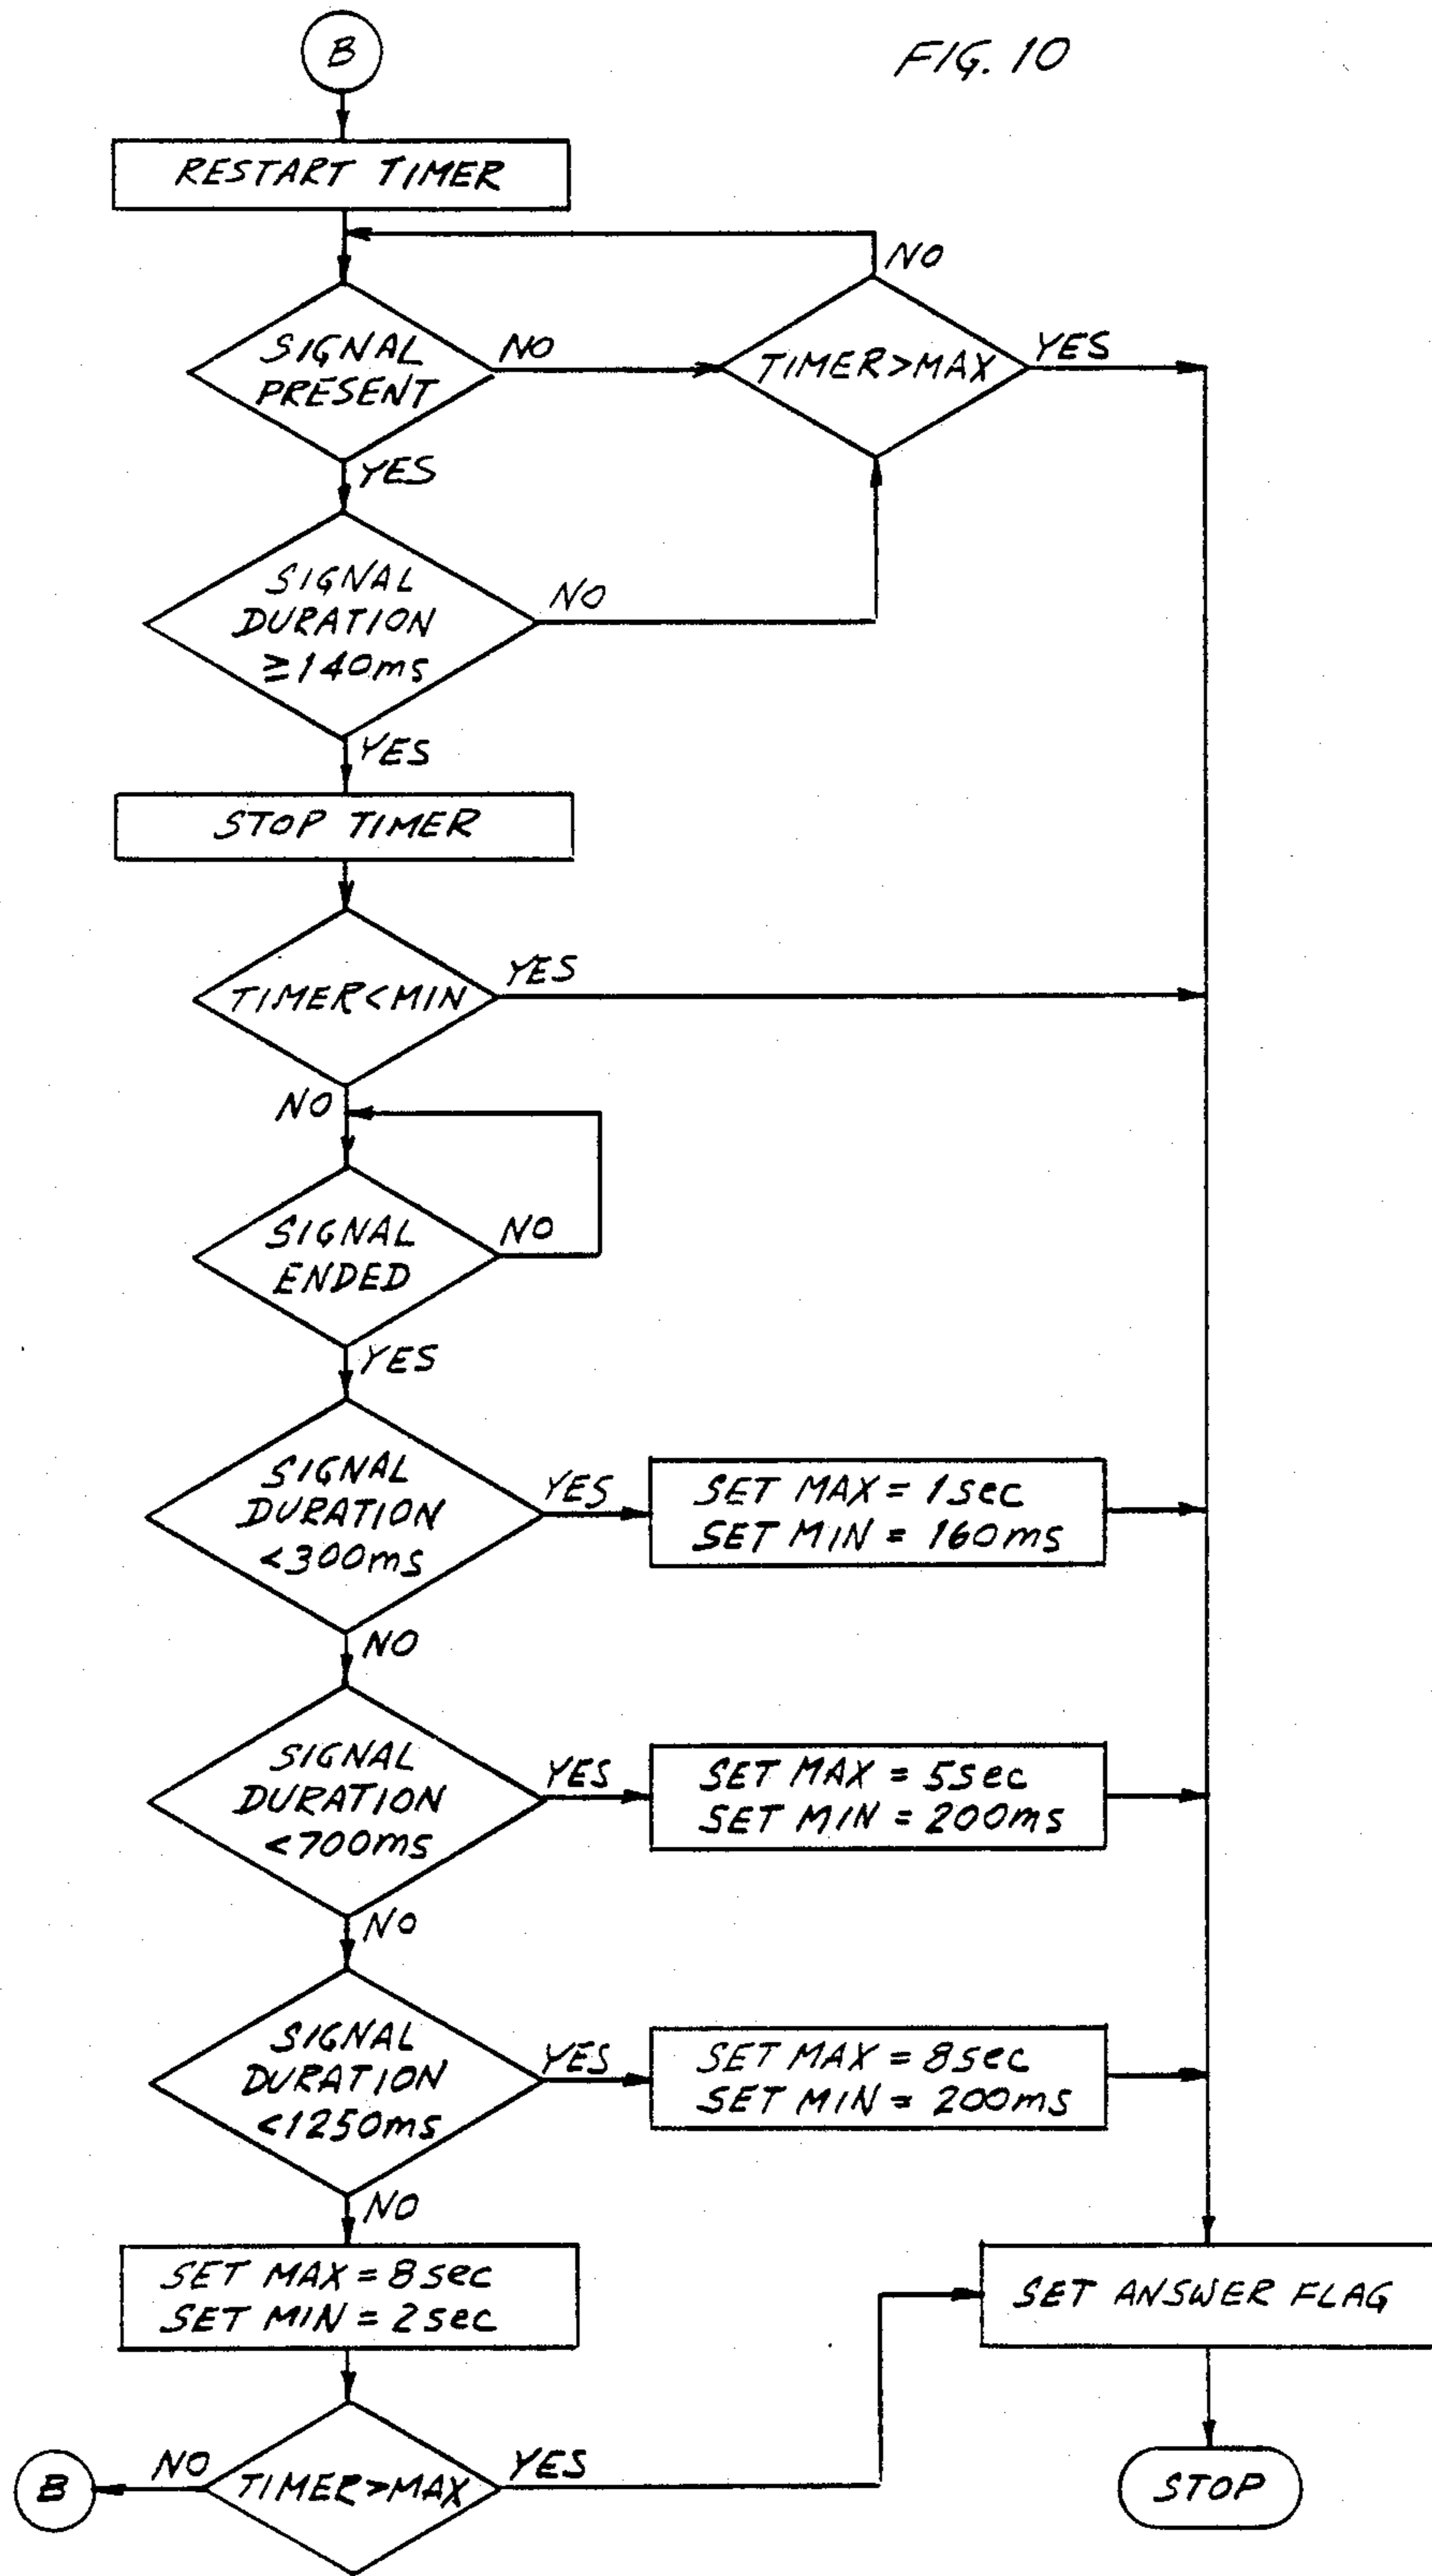 FIG. 10
B
RESTART TIMER
NO
SIGNAL
PRESENT
NO
TIMER>MAX
YES
YES
SIGNAL
DURATION
≥140ms
NO
YES
STOP TIMER
TIMER<MIN
YES
NO
SIGNAL
ENDED
NO
YES
SIGNAL
DURATION
<300ms
YES
SET MAX = 1sec
SET MIN = 160ms
NO
SIGNAL
DURATION
<700ms
YES
SET MAX = 5sec
SET MIN = 200ms
NO
SIGNAL
DURATION
<1250ms
YES
SET MAX = 8sec
SET MIN = 200ms
NO
SET MAX = 8sec
SET MIN = 2sec
SET ANSWER FLAG
B
NO
TIMER>MAX
YES
STOP